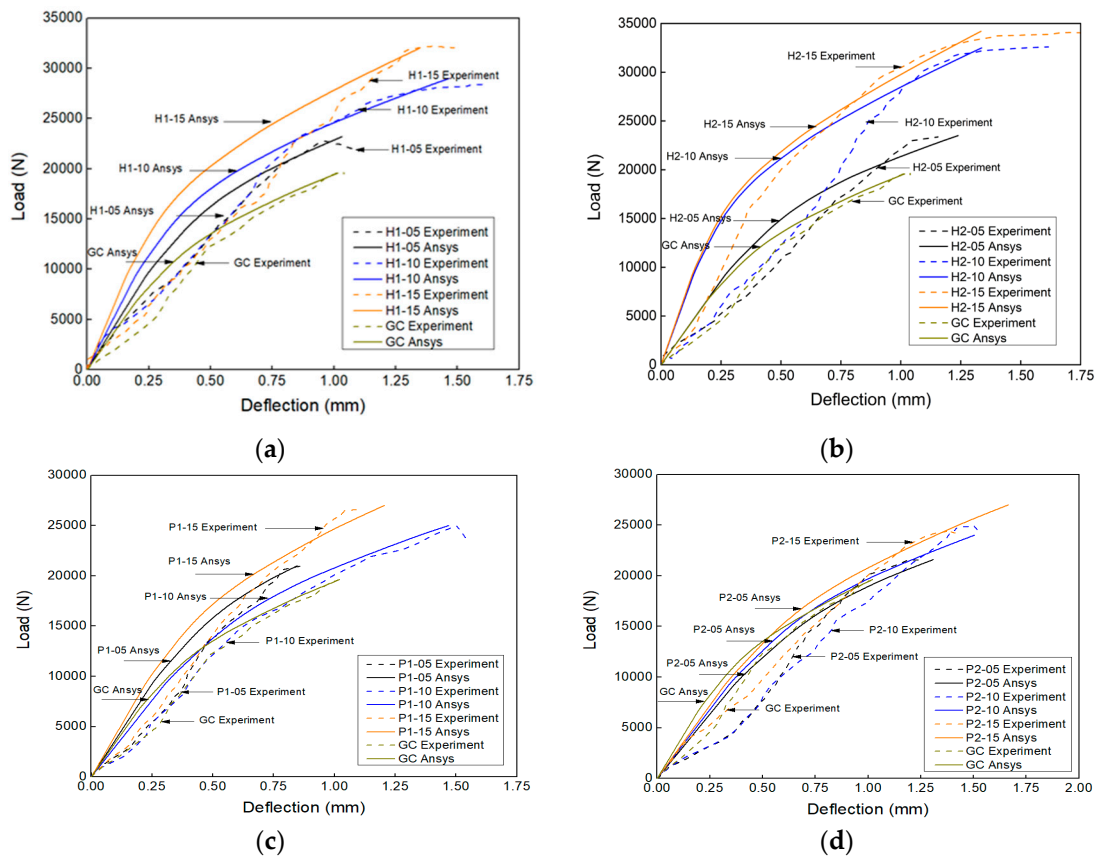 35000
30000
25000
20000
15000
10000
5000
0
Load (N)
H1-15 Experiment
H1-10 Experiment
H1-15 Ansys
H1-05 Experiment
H1-10 Ansys
H1-05 Ansys
GC Ansys
GC Experiment
H1-05 Experiment
H1-05 Ansys
H1-10 Experiment
H1-10 Ansys
H1-15 Experiment
H1-15 Ansys
GC Experiment
GC Ansys
0.00 0.25 0.50 0.75 1.00 1.25 1.50 1.75
Deflection (mm)
(a)
35000
30000
25000
20000
15000
10000
5000
0
Load (N)
H2-15 Experiment
H2-15 Ansys
H2-10 Experiment
H2-10 Ansys
H2-05 Experiment
GC Experiment
H2-05 Ansys
GC Ansys
H2-05 Experiment
H2-05 Ansys
H2-10 Experiment
H2-10 Ansys
H2-15 Experiment
H2-15 Ansys
GC Experiment
GC Ansys
0.00 0.25 0.50 0.75 1.00 1.25 1.50 1.75
Deflection (mm)
(b)
30000
25000
20000
15000
10000
5000
0
Load (N)
P1-15 Experiment
P1-15 Ansys
P1-10 Ansys
P1-10 Experiment
P1-05 Ansys
GC Ansys
P1-05 Experiment
GC Experiment
P1-05 Experiment
P1-05 Ansys
P1-10 Experiment
P1-10 Ansys
P1-15 Experiment
P1-15 Ansys
GC Experiment
GC Ansys
0.00 0.25 0.50 0.75 1.00 1.25 1.50 1.75
Deflection (mm)
(c)
30000
25000
20000
15000
10000
5000
0
Load (N)
P2-15 Experiment
P2-05 Ansys
P2-05 Ansys
P2-10 Experiment
P2-05 Ansys
P2-05 Experiment
GC Ansys
GC Experiment
P2-05 Experiment
P2-05 Ansys
P2-10 Experiment
P2-10 Ansys
P2-15 Experiment
P2-15 Ansys
GC Experiment
GC Ansys
0.00 0.25 0.50 0.75 1.00 1.25 1.50 1.75 2.00
Deflection (mm)
(d)